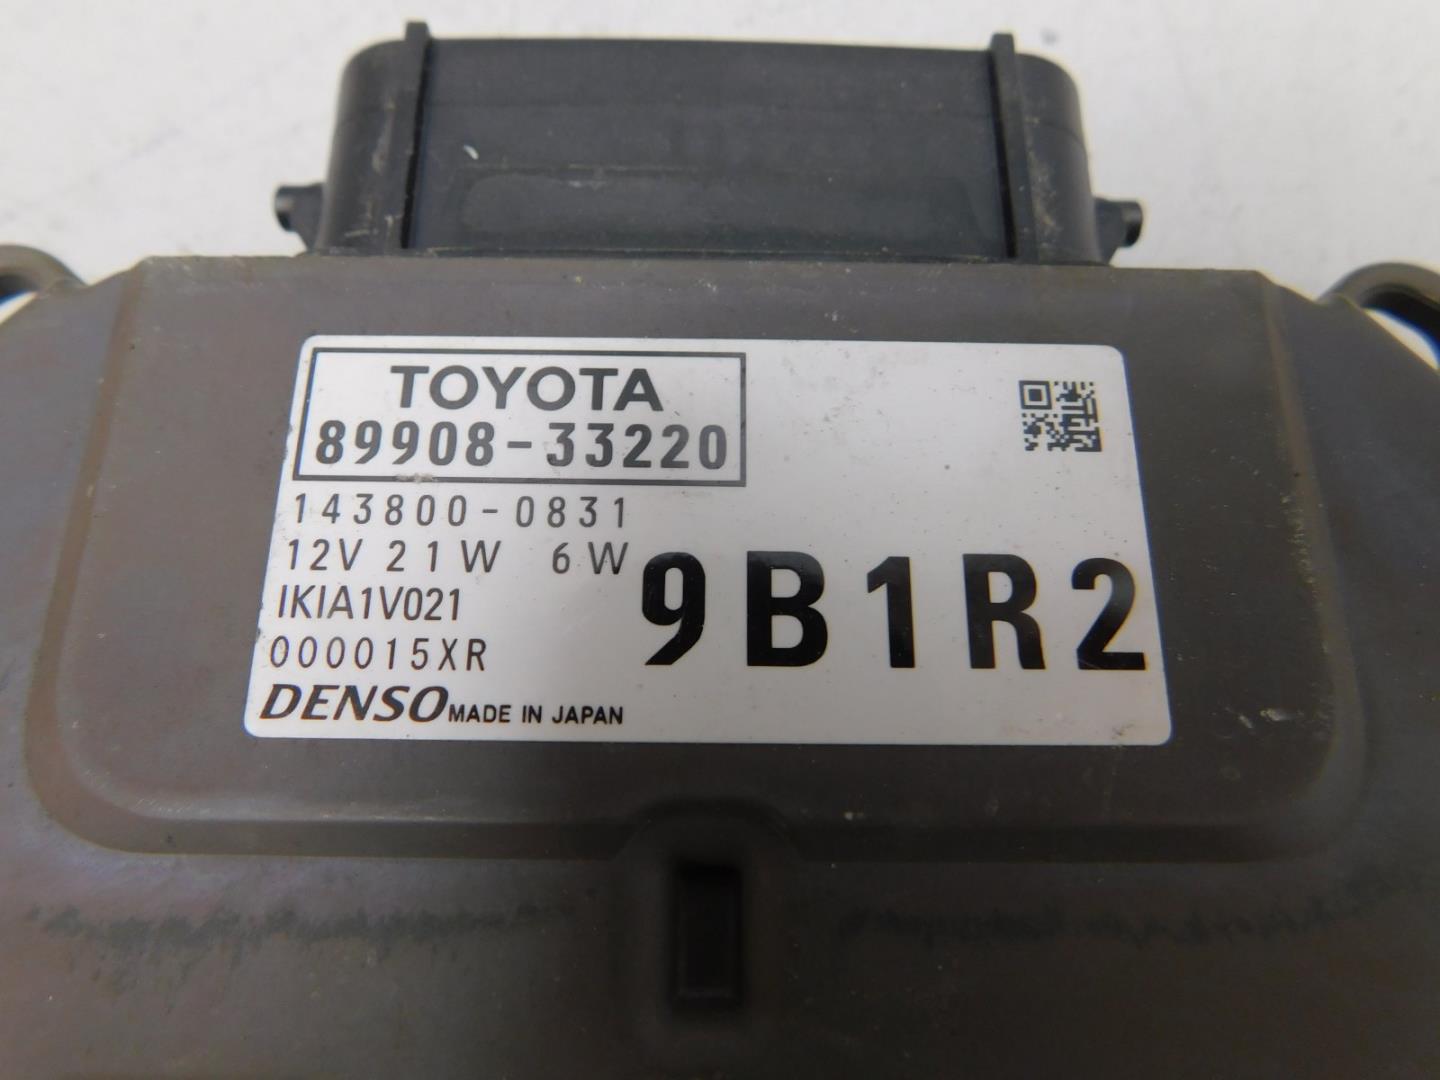 TOYOTA
89908-33220
143800-0831
12V 21W 6W
IKIA1V021
000015XR
9B1R2
DENSO MADE IN JAPAN